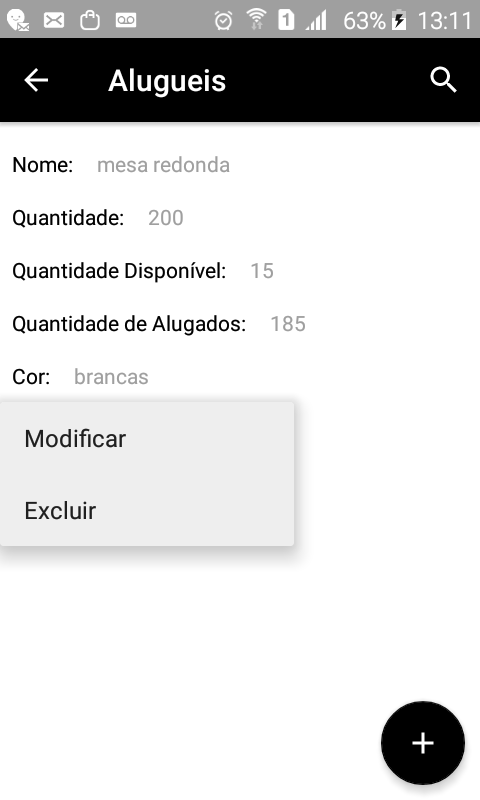 1 63% 13:11
Alugueis
Nome: mesa redonda
Quantidade: 200
Quantidade Disponível: 15
Quantidade de Alugados: 185
Cor: brancas
Modificar
Excluir